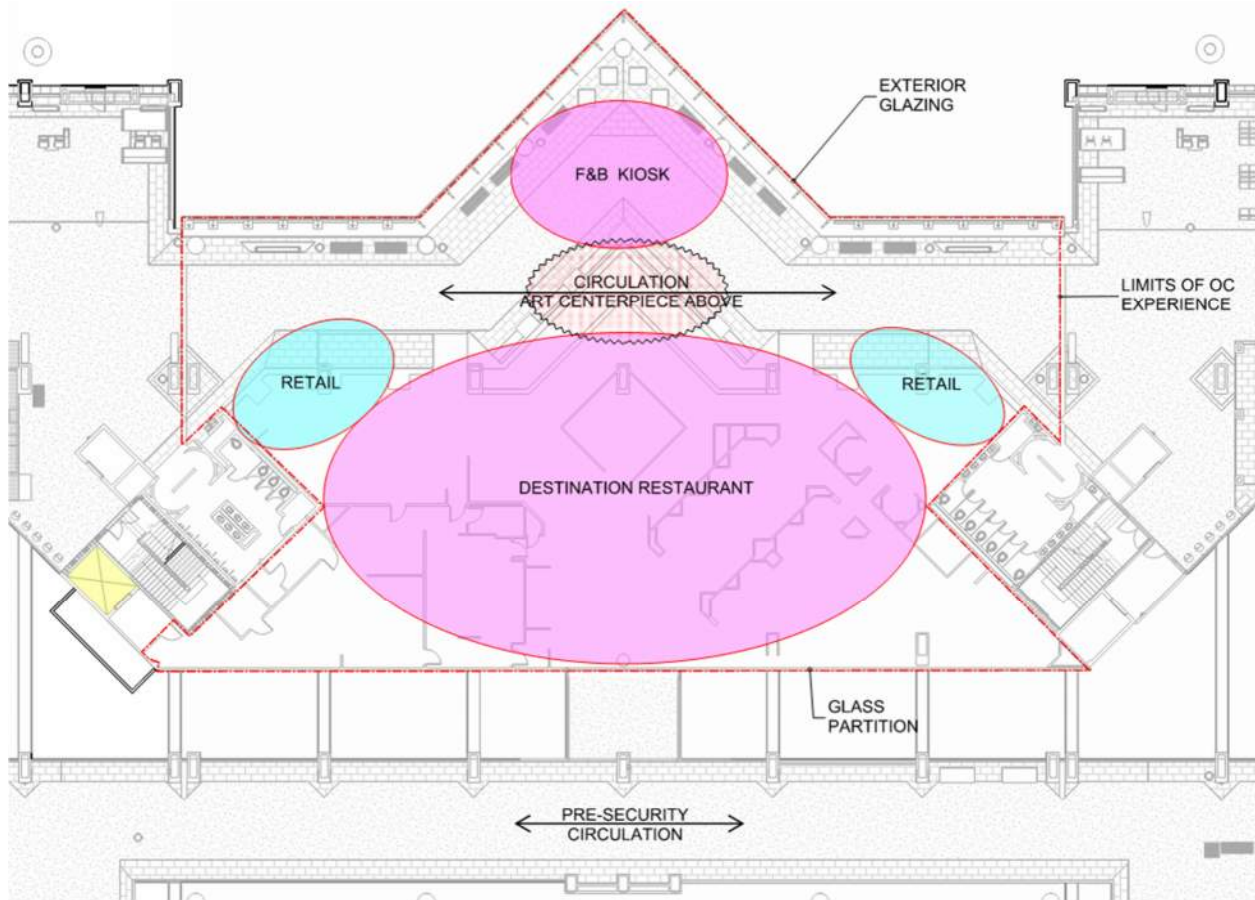 EXTERIOR
GLAZING
F&B KIOSK
CIRCULATION
ART CENTERPIECE ABOVE
LIMITS OF OC
EXPERIENCE
RETAIL
RETAIL
DESTINATION RESTAURANT
GLASS
PARTITION
PRE-SECURITY
CIRCULATION